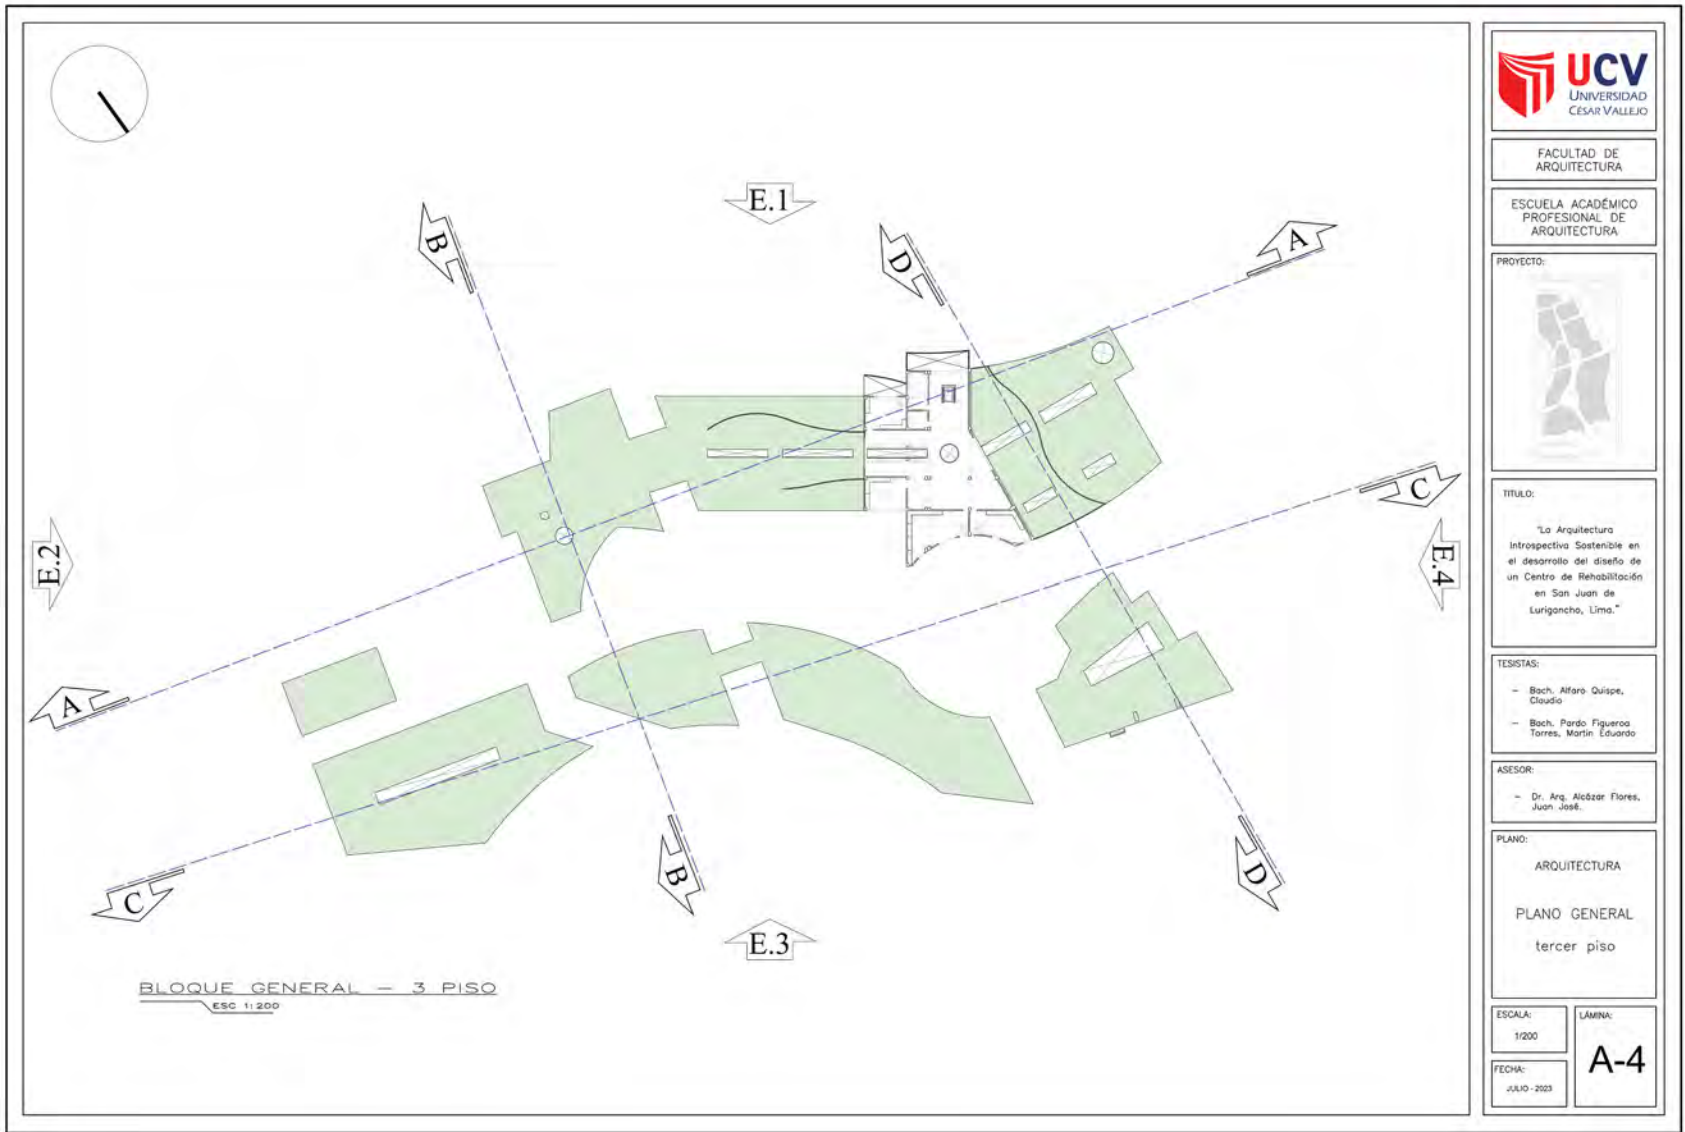 E.1
B
D
A
C
E.2
E.4
A
C
B
D
E.3
BLOQUE GENERAL – 3 PISO
ESC 1:200
UCV
UNIVERSIDAD
CÉSAR VALLEJO
FACULTAD DE
ARQUITECTURA
ESCUELA ACADÉMICO
PROFESIONAL DE
ARQUITECTURA
PROYECTO:
TITULO:
"La Arquitectura
Introspectiva Sostenible en
el desarrollo del diseño de
un Centro de Rehabilitación
en San Juan de
Lurigancho, Lima."
TESISTAS:
– Bach. Alfaro Quispe,
Claudio
– Bach. Pardo Figueroa
Torres, Martin Eduardo
ASESOR:
– Dr. Arq. Alcázar Flores,
Juan José.
PLANO:
ARQUITECTURA
PLANO GENERAL
tercer piso
ESCALA:
1/200
LÁMINA:
A-4
FECHA:
JULIO - 2023